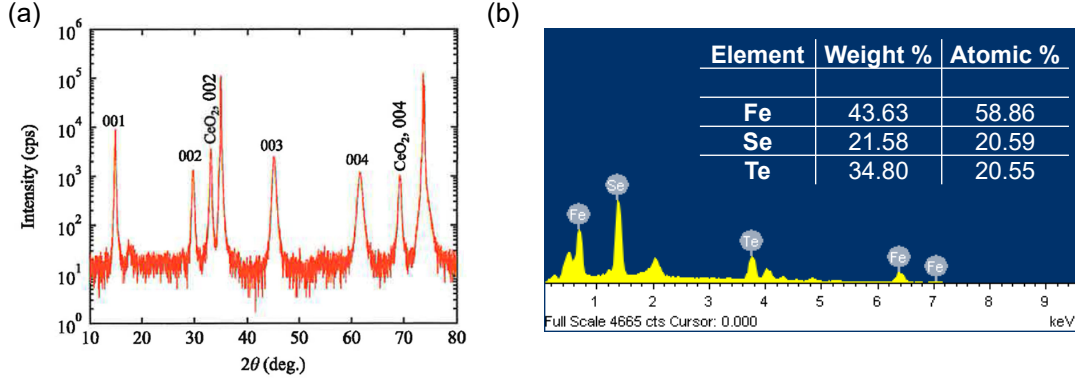 (a)
10^6
10^5
10^4
10^3
10^2
10^1
10^0
Intensity (cps)
001
002
CeO₂, 002
003
004
CeO₂, 004
10 20 30 40 50 60 70 80
2θ (deg.)
(b)
Element Weight % Atomic %
Fe 43.63 58.86
Se 21.58 20.59
Te 34.80 20.55
Fe
Se
Te
Fe
Fe
1 2 3 4 5 6 7 8 9
Full Scale 4665 cts Cursor: 0.000 keV